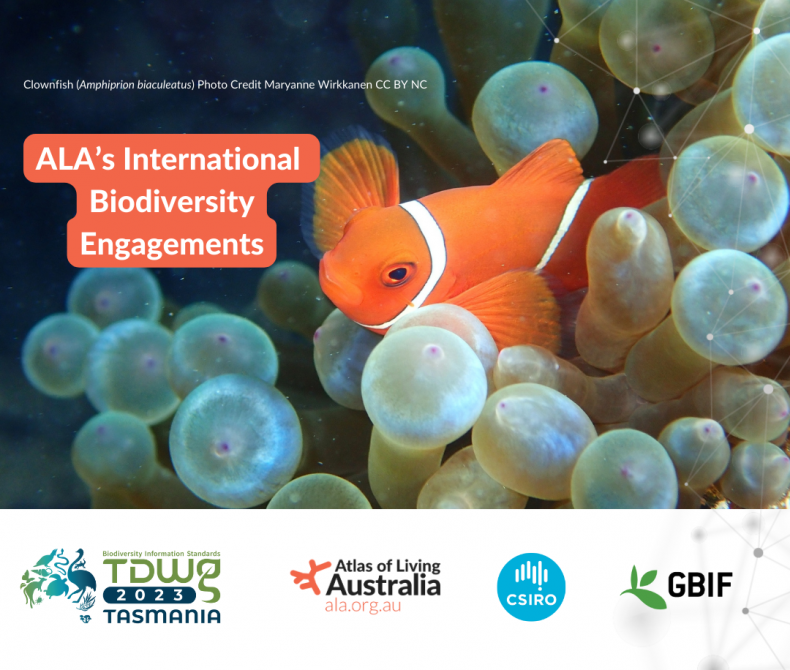 Clownfish (Amphiprion biaculeatus) Photo Credit Maryanne Wirkkanen CC BY NC
ALA's International
Biodiversity
Engagements
Biodiversity Information Standards
TDWG
2023
TASMANIA
Atlas of Living
Australia
ala.org.au
CSIRO
GBIF